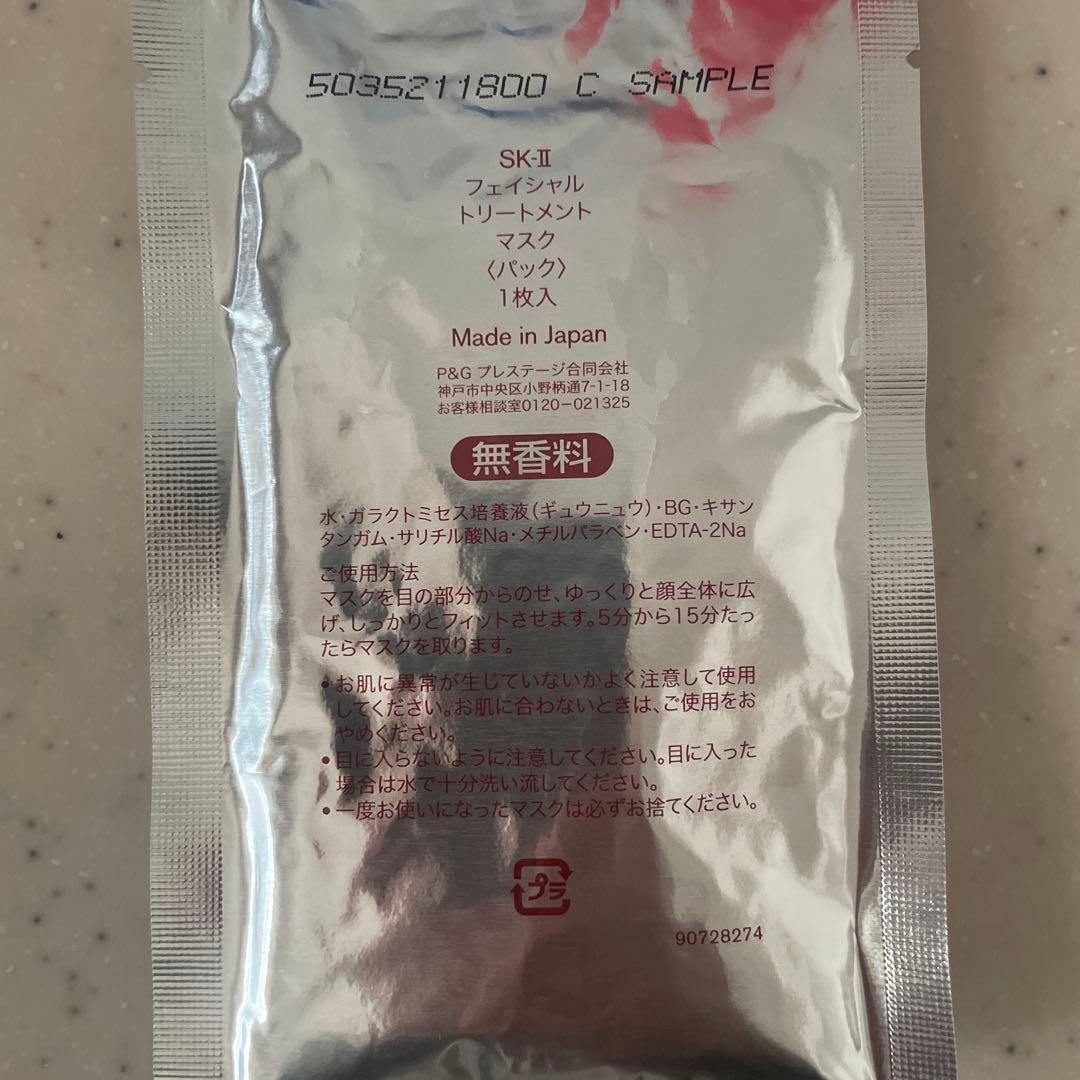 5035211800 C SAMPLE
SK-II
フェイシャル
トリートメント
マスク
〈パック〉
1枚入
Made in Japan
P&G プレステージ合同会社
神戸市中央区小野柄通7-1-18
お客様相談室0120-021325
無香料
水・ガラクトミセス培養液(ギュウニュウ)・BG・キサン
タンガム・サリチル酸Na・メチルパラベン・EDTA-2Na
ご使用方法
マスクを目の部分からのせ、ゆっくりと顔全体に広
げ、しっかりとフィットさせます。5分から15分たっ
たらマスクを取ります。
•お肌に異常が生じていないかよく注意して使用
してください。お肌に合わないときは、ご使用をお
やめください。
•目に入らないように注意してください。目に入った
場合は水で十分洗い流してください。
•一度お使いになったマスクは必ずお捨てください。
プラ
90728274